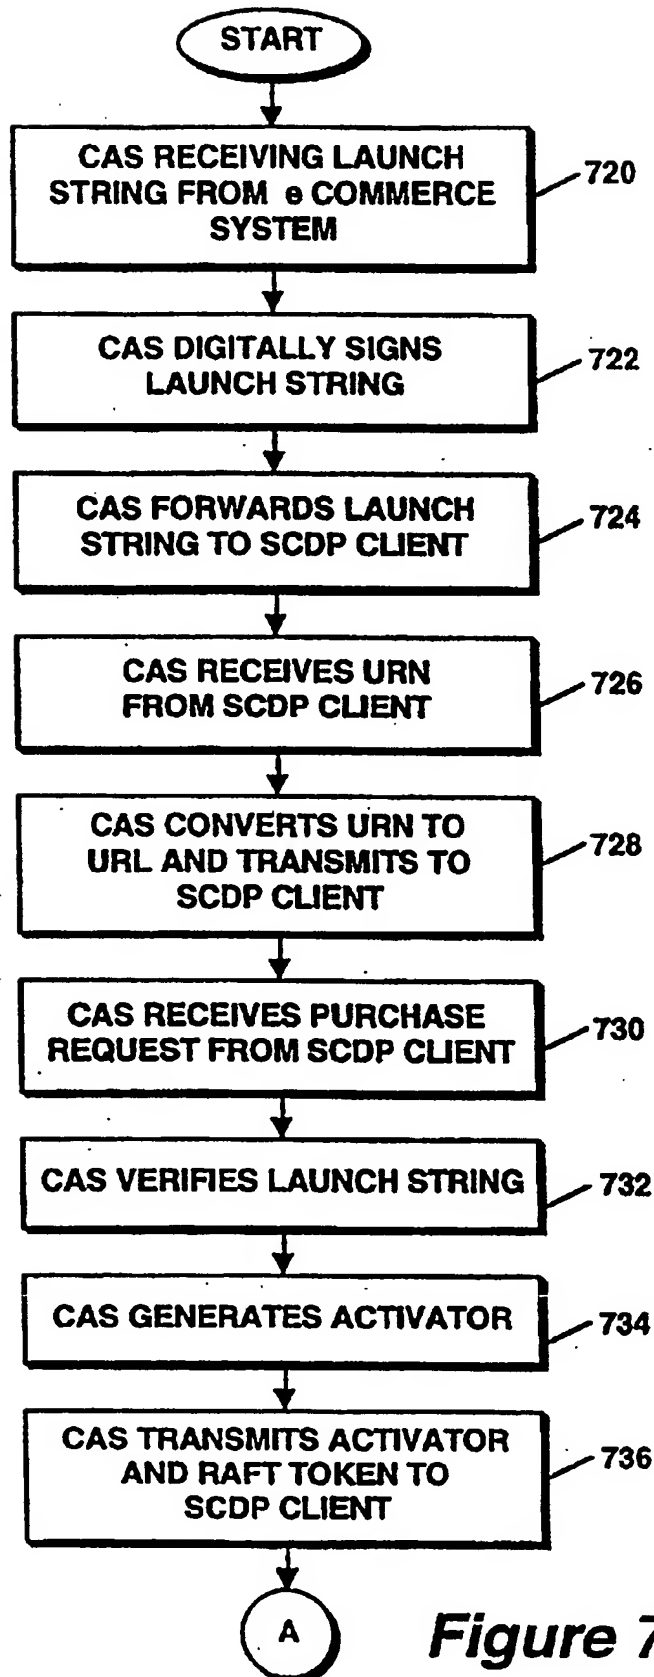 START
CAS RECEIVING LAUNCH
STRING FROM e COMMERCE
SYSTEM
720
CAS DIGITALLY SIGNS
LAUNCH STRING
722
CAS FORWARDS LAUNCH
STRING TO SCDP CLIENT
724
CAS RECEIVES URN
FROM SCDP CLIENT
726
CAS CONVERTS URN TO
URL AND TRANSMITS TO
SCDP CLIENT
728
CAS RECEIVES PURCHASE
REQUEST FROM SCDP CLIENT
730
CAS VERIFIES LAUNCH STRING
732
CAS GENERATES ACTIVATOR
734
CAS TRANSMITS ACTIVATOR
AND RAFT TOKEN TO
SCDP CLIENT
736
A
Figure 7